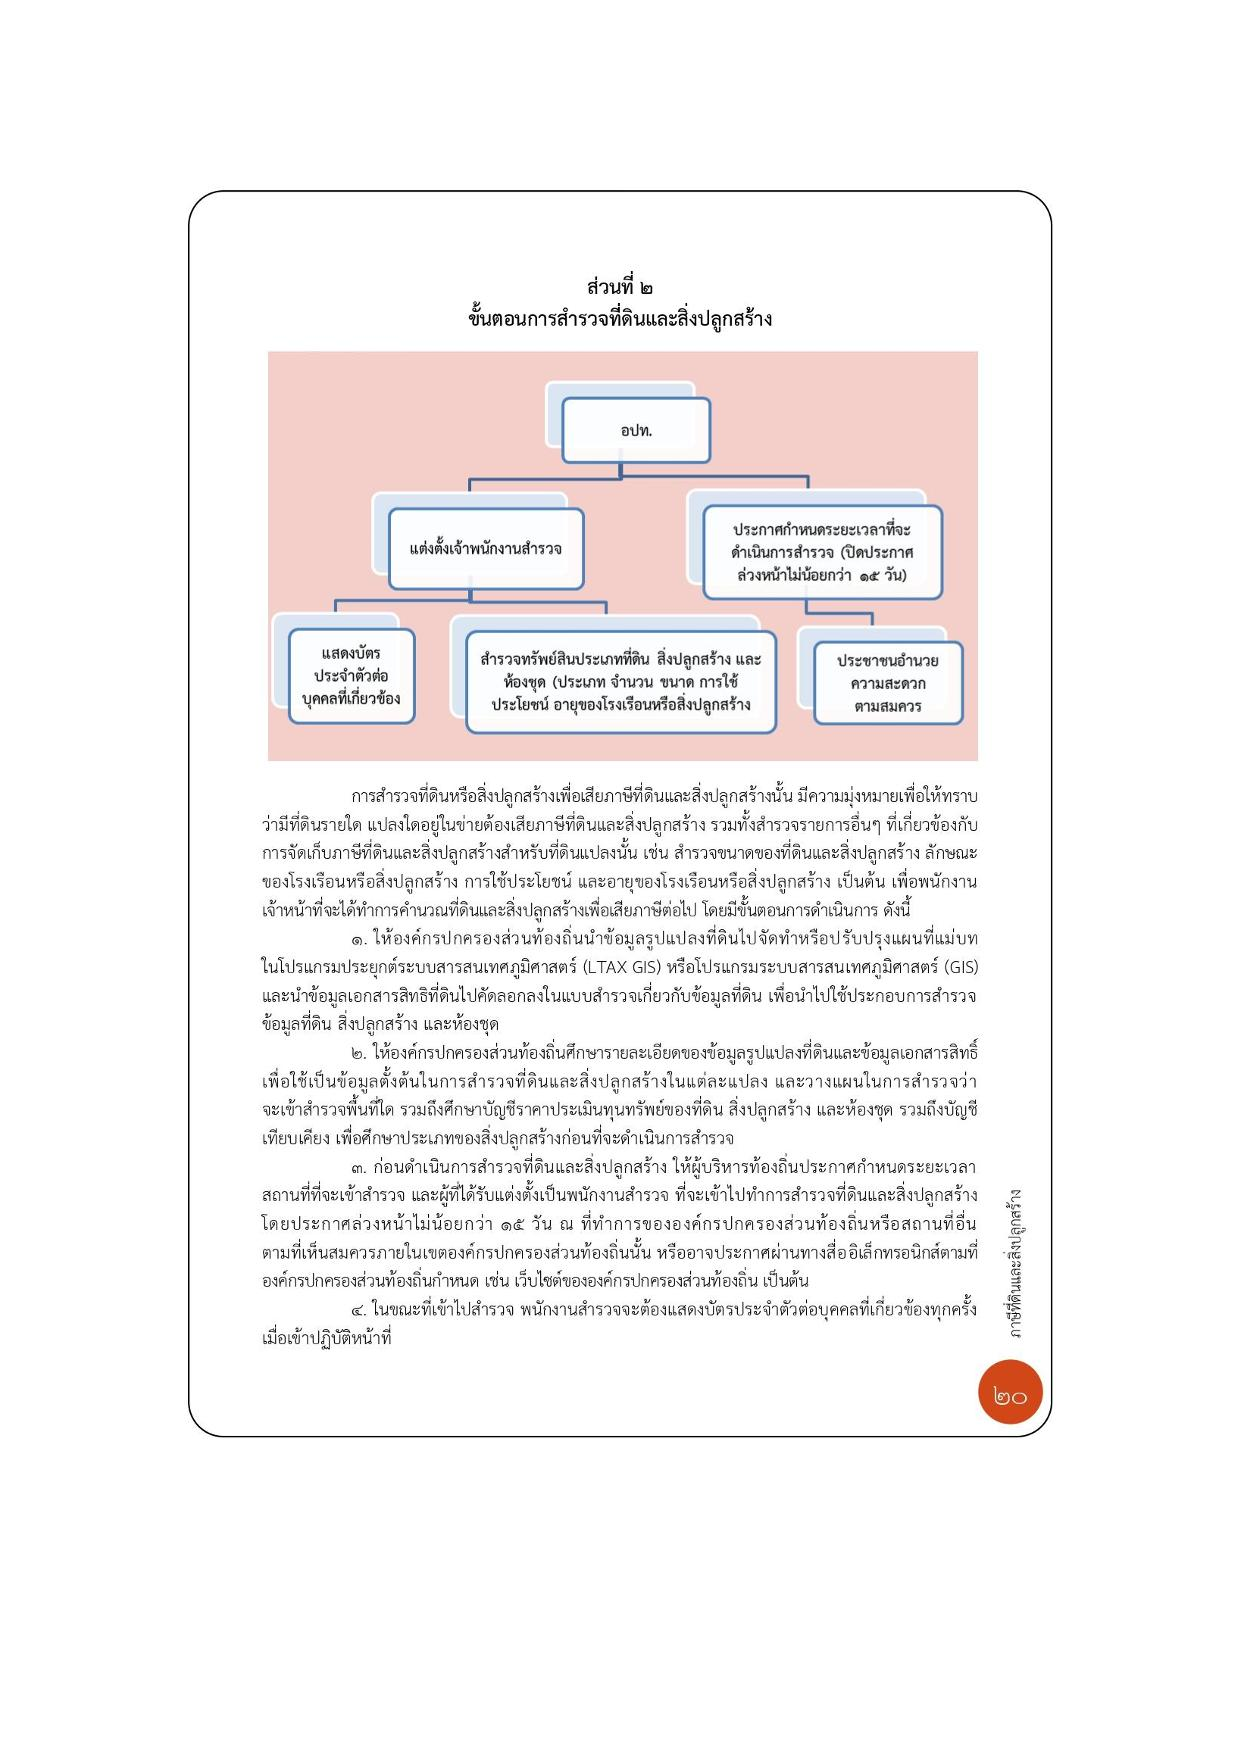 ส่วนที่ ๒
ขั้นตอนการสำรวจที่ดินและสิ่งปลูกสร้าง
อปท.
แต่งตั้งเจ้าพนักงานสำรวจ
ประกาศกำหนดระยะเวลาที่จะ
ดำเนินการสำรวจ (ปิดประกาศ
ล่วงหน้าไม่น้อยกว่า ๑๕ วัน)
แสดงบัตร
ประจำตัวต่อ
บุคคลที่เกี่ยวข้อง
สำรวจทรัพย์สินประเภทที่ดิน สิ่งปลูกสร้าง และ
ห้องชุด (ประเภท จำนวน ขนาด การใช้
ประโยชน์ อายุของโรงเรือนหรือสิ่งปลูกสร้าง
ประชาชนอำนวย
ความสะดวก
ตามสมควร
การสำรวจที่ดินหรือสิ่งปลูกสร้างเพื่อเสียภาษีที่ดินและสิ่งปลูกสร้างนั้น มีความมุ่งหมายเพื่อให้ทราบ
ว่ามีที่ดินรายใด แปลงใดอยู่ในข่ายต้องเสียภาษีที่ดินและสิ่งปลูกสร้าง รวมทั้งสำรวจรายการอื่นๆ ที่เกี่ยวข้องกับ
การจัดเก็บภาษีที่ดินและสิ่งปลูกสร้างสำหรับที่ดินแปลงนั้น เช่น สำรวจขนาดของที่ดินและสิ่งปลูกสร้าง ลักษณะ
ของโรงเรือนหรือสิ่งปลูกสร้าง การใช้ประโยชน์ และอายุของโรงเรือนหรือสิ่งปลูกสร้าง เป็นต้น เพื่อพนักงาน
เจ้าหน้าที่จะได้ทำการคำนวณที่ดินและสิ่งปลูกสร้างเพื่อเสียภาษีต่อไป โดยมีขั้นตอนการดำเนินการ ดังนี้
๑. ให้องค์กรปกครองส่วนท้องถิ่นนำข้อมูลรูปแปลงที่ดินไปจัดทำหรือปรับปรุงแผนที่แม่บท
ในโปรแกรมประยุกต์ระบบสารสนเทศภูมิศาสตร์ (LTAX GIS) หรือโปรแกรมระบบสารสนเทศภูมิศาสตร์ (GIS)
และนำข้อมูลเอกสารสิทธิที่ดินไปคัดลอกลงในแบบสำรวจเกี่ยวกับข้อมูลที่ดิน เพื่อนำไปใช้ประกอบการสำรวจ
ข้อมูลที่ดิน สิ่งปลูกสร้าง และห้องชุด
๒. ให้องค์กรปกครองส่วนท้องถิ่นศึกษารายละเอียดของข้อมูลรูปแปลงที่ดินและข้อมูลเอกสารสิทธิ์
เพื่อใช้เป็นข้อมูลตั้งต้นในการสำรวจที่ดินและสิ่งปลูกสร้างในแต่ละแปลง และวางแผนในการสำรวจว่า
จะเข้าสำรวจพื้นที่ใด รวมถึงศึกษาบัญชีราคาประเมินทุนทรัพย์ของที่ดิน สิ่งปลูกสร้าง และห้องชุด รวมถึงบัญชี
เทียบเคียง เพื่อศึกษาประเภทของสิ่งปลูกสร้างก่อนที่จะดำเนินการสำรวจ
๓. ก่อนดำเนินการสำรวจที่ดินและสิ่งปลูกสร้าง ให้ผู้บริหารท้องถิ่นประกาศกำหนดระยะเวลา
สถานที่ที่จะเข้าสำรวจ และผู้ที่ได้รับแต่งตั้งเป็นพนักงานสำรวจ ที่จะเข้าไปทำการสำรวจที่ดินและสิ่งปลูกสร้าง
โดยประกาศล่วงหน้าไม่น้อยกว่า ๑๕ วัน ณ ที่ทำการขององค์กรปกครองส่วนท้องถิ่นหรือสถานที่อื่น
ตามที่เห็นสมควรภายในเขตองค์กรปกครองส่วนท้องถิ่นนั้น หรืออาจประกาศผ่านทางสื่ออิเล็กทรอนิกส์ตามที่
องค์กรปกครองส่วนท้องถิ่นกำหนด เช่น เว็บไซต์ขององค์กรปกครองส่วนท้องถิ่น เป็นต้น
๔. ในขณะที่เข้าไปสำรวจ พนักงานสำรวจจะต้องแสดงบัตรประจำตัวต่อบุคคลที่เกี่ยวข้องทุกครั้ง
เมื่อเข้าปฏิบัติหน้าที่
ภาษีที่ดินและสิ่งปลูกสร้าง
๒๐